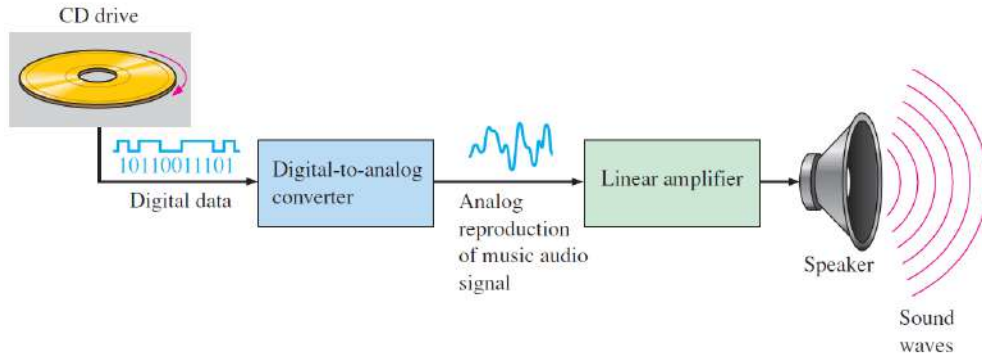 CD drive
10110011101
Digital data
Digital-to-analog
converter
Analog
reproduction
of music audio
signal
Linear amplifier
Speaker
Sound
waves